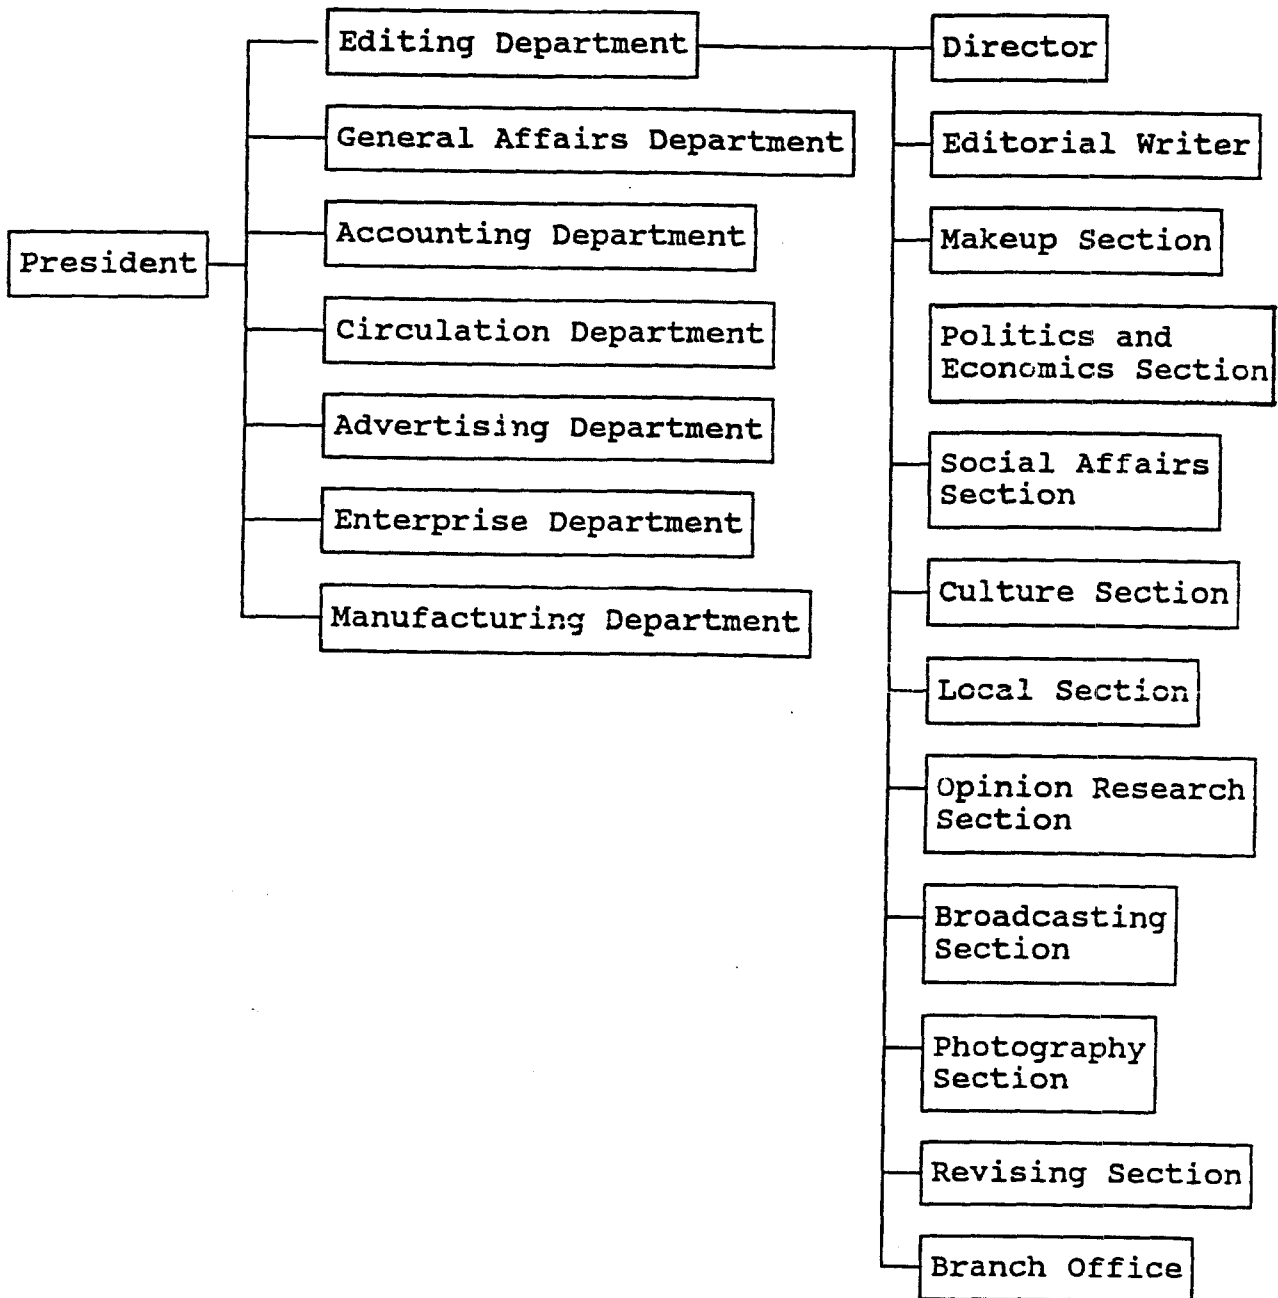 President
Editing Department
General Affairs Department
Accounting Department
Circulation Department
Advertising Department
Enterprise Department
Manufacturing Department
Director
Editorial Writer
Makeup Section
Politics and
Economics Section
Social Affairs
Section
Culture Section
Local Section
Opinion Research
Section
Broadcasting
Section
Photography
Section
Revising Section
Branch Office